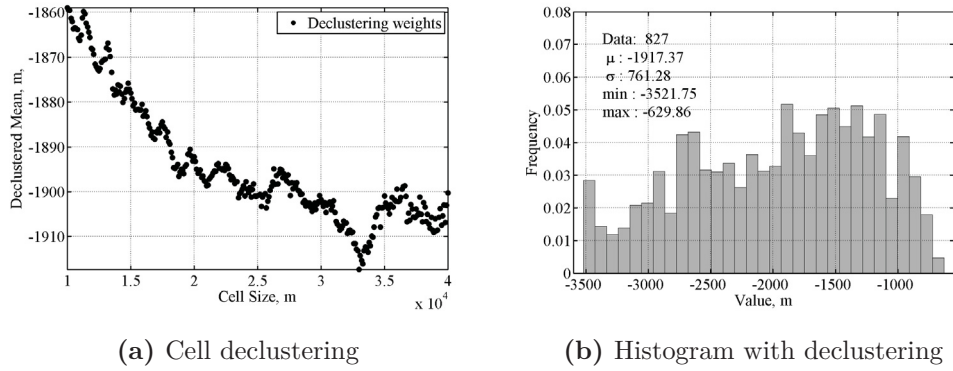 -1860
-1870
-1880
-1890
-1900
-1910
Declustered Mean, m,
Declustering weights
1 1.5 2 2.5 3 3.5 4
x 10^4
Cell Size, m
(a) Cell declustering
0.08
0.07
0.06
0.05
0.04
0.03
0.02
0.01
0
Frequency
Data: 827
μ : -1917.37
σ : 761.28
min : -3521.75
max : -629.86
-3500 -3000 -2500 -2000 -1500 -1000
Value, m
(b) Histogram with declustering